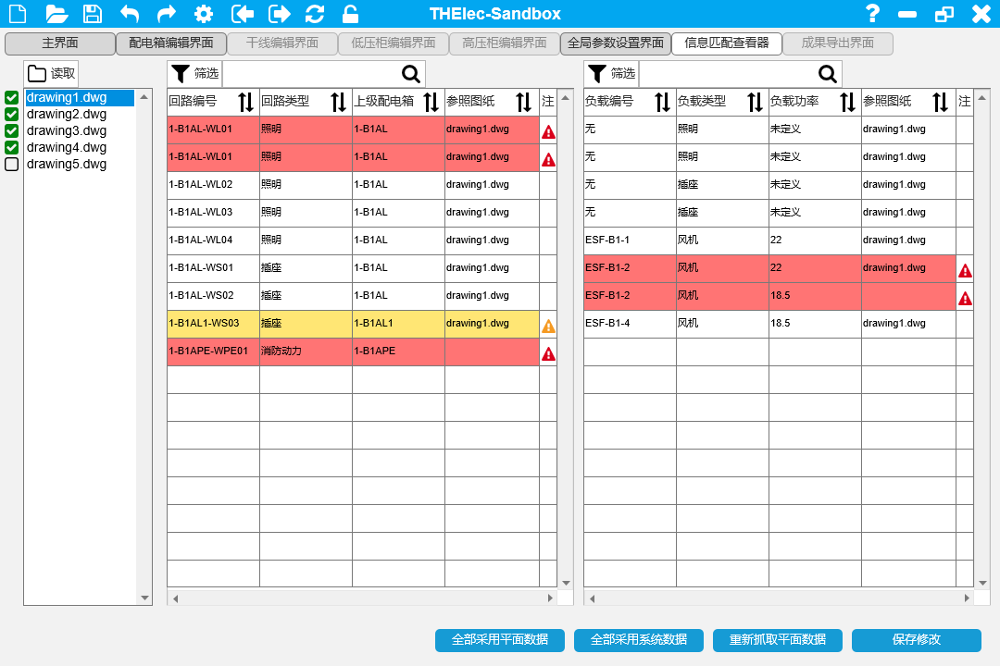 THElec-Sandbox
主界面 配电箱编辑界面 干线编辑界面 低压柜编辑界面 高压柜编辑界面 全局参数设置界面 信息匹配查看器 成果导出界面
读取 筛选 筛选
drawing1.dwg
drawing2.dwg
drawing3.dwg
drawing4.dwg
drawing5.dwg
回路编号 回路类型 上级配电箱 参照图纸 注
1-B1AL-WL01 照明 1-B1AL drawing1.dwg
1-B1AL-WL01 照明 1-B1AL drawing1.dwg
1-B1AL-WL02 照明 1-B1AL drawing1.dwg
1-B1AL-WL03 照明 1-B1AL drawing1.dwg
1-B1AL-WL04 照明 1-B1AL drawing1.dwg
1-B1AL-WS01 插座 1-B1AL drawing1.dwg
1-B1AL-WS02 插座 1-B1AL drawing1.dwg
1-B1AL1-WS03 插座 1-B1AL1 drawing1.dwg
1-B1APE-WPE01 消防动力 1-B1APE
负载编号 负载类型 负载功率 参照图纸 注
无 照明 未定义 drawing1.dwg
无 照明 未定义 drawing1.dwg
无 插座 未定义 drawing1.dwg
无 插座 未定义 drawing1.dwg
ESF-B1-1 风机 22 drawing1.dwg
ESF-B1-2 风机 22 drawing1.dwg
ESF-B1-2 风机 18.5
ESF-B1-4 风机 18.5 drawing1.dwg
全部采用平面数据 全部采用系统数据 重新抓取平面数据 保存修改